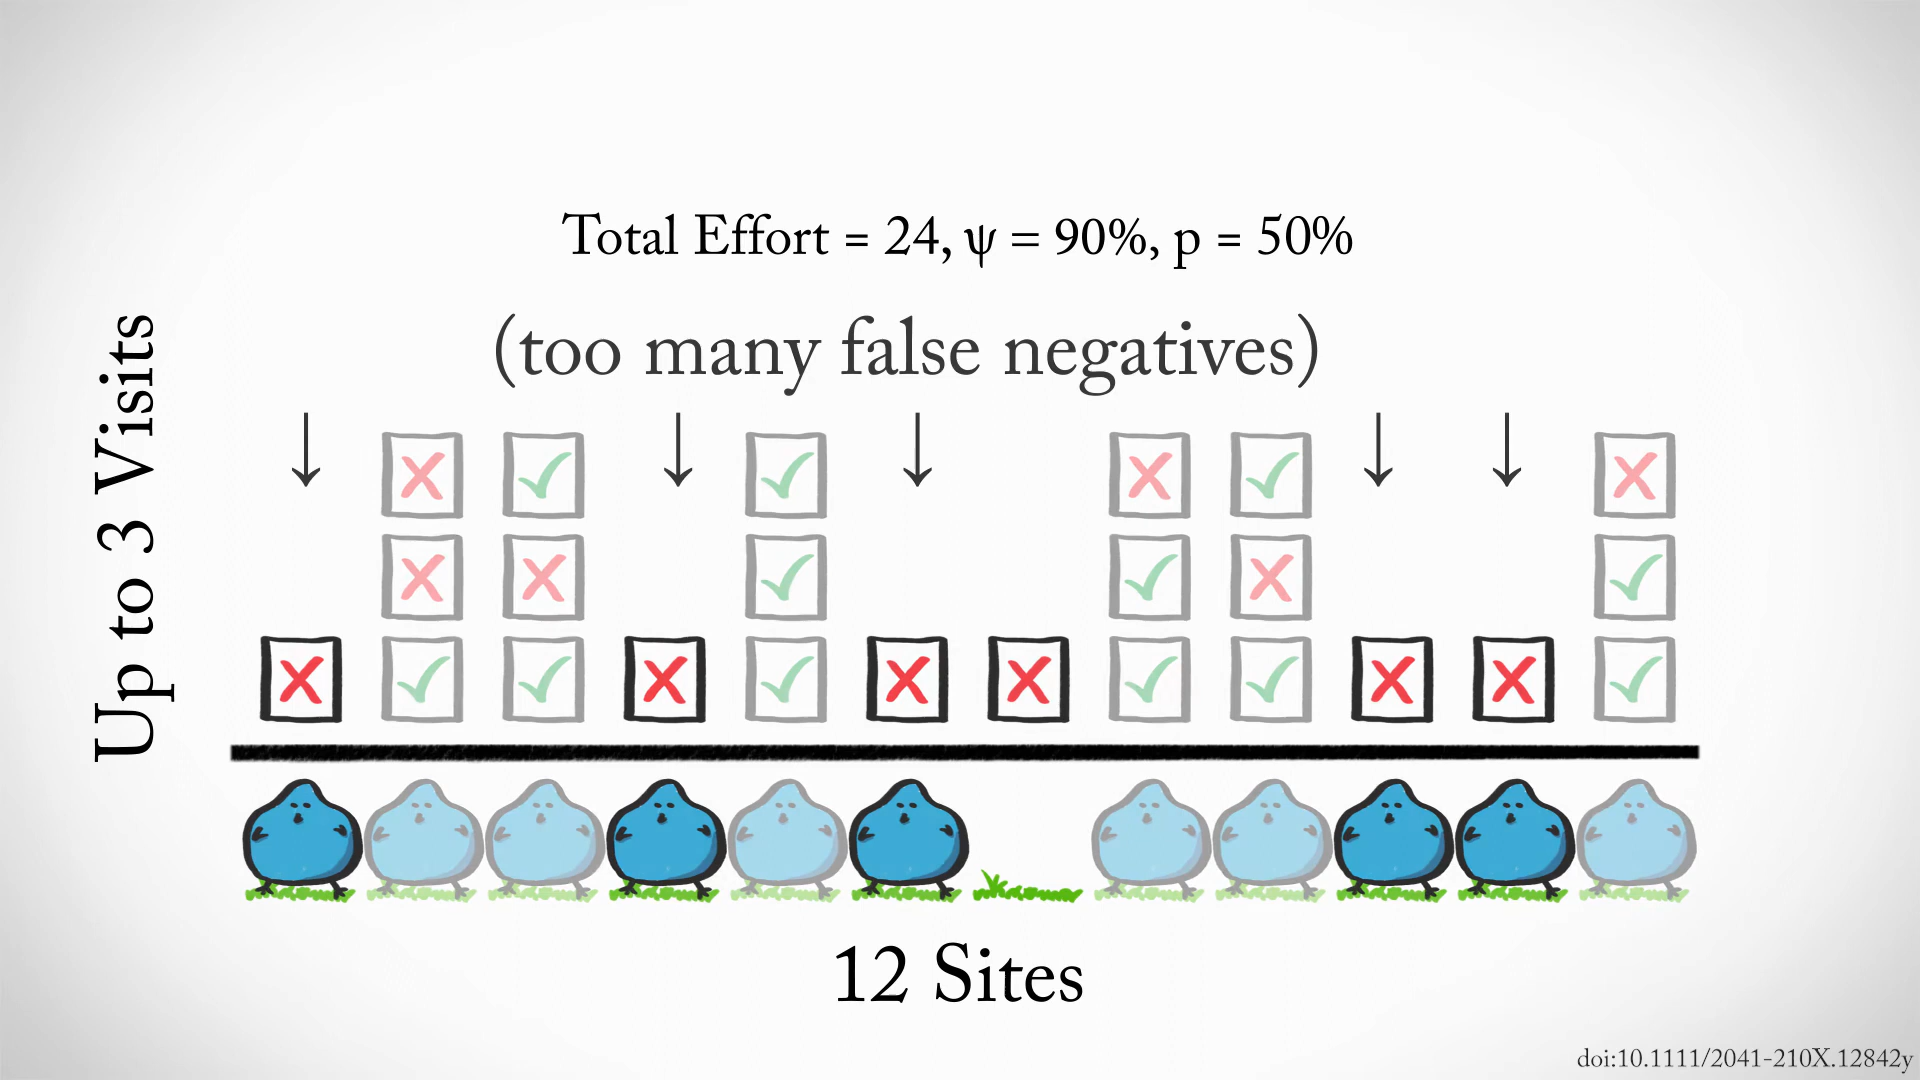 Total Effort = 24, ψ = 90%, p = 50%
(too many false negatives)
Up to 3 Visits
12 Sites
doi:10.1111/2041-210X.12842y